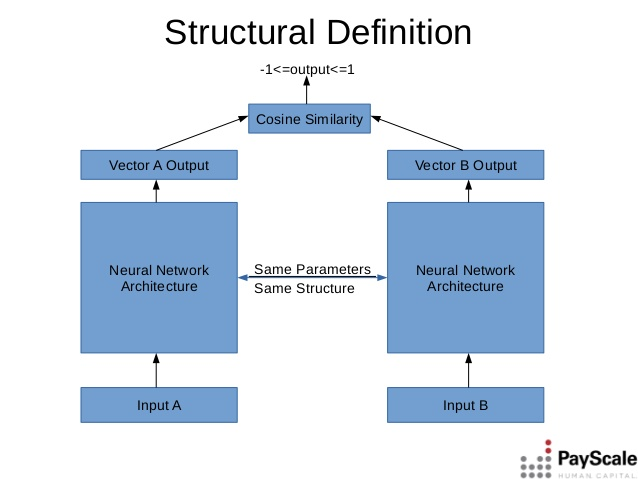 Structural Definition
-1<=output<=1
Cosine Similarity
Vector A Output
Vector B Output
Neural Network
Architecture
Same Parameters
Same Structure
Neural Network
Architecture
Input A
Input B
PayScale
HUMAN CAPITAL